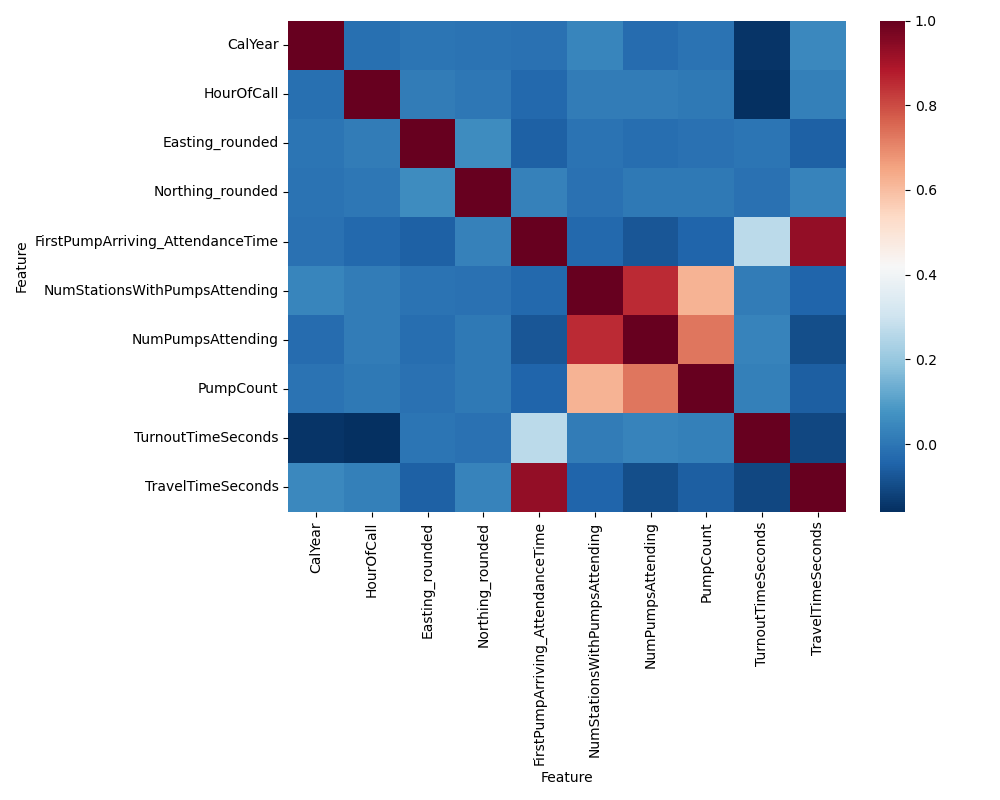 CalYear
HourOfCall
Easting_rounded
Northing_rounded
FirstPumpArriving_AttendanceTime
NumStationsWithPumpsAttending
NumPumpsAttending
PumpCount
TurnoutTimeSeconds
TravelTimeSeconds
Feature
CalYear
HourOfCall
Easting_rounded
Northing_rounded
FirstPumpArriving_AttendanceTime
NumStationsWithPumpsAttending
NumPumpsAttending
PumpCount
TurnoutTimeSeconds
TravelTimeSeconds
Feature
1.0
0.8
0.6
0.4
0.2
0.0